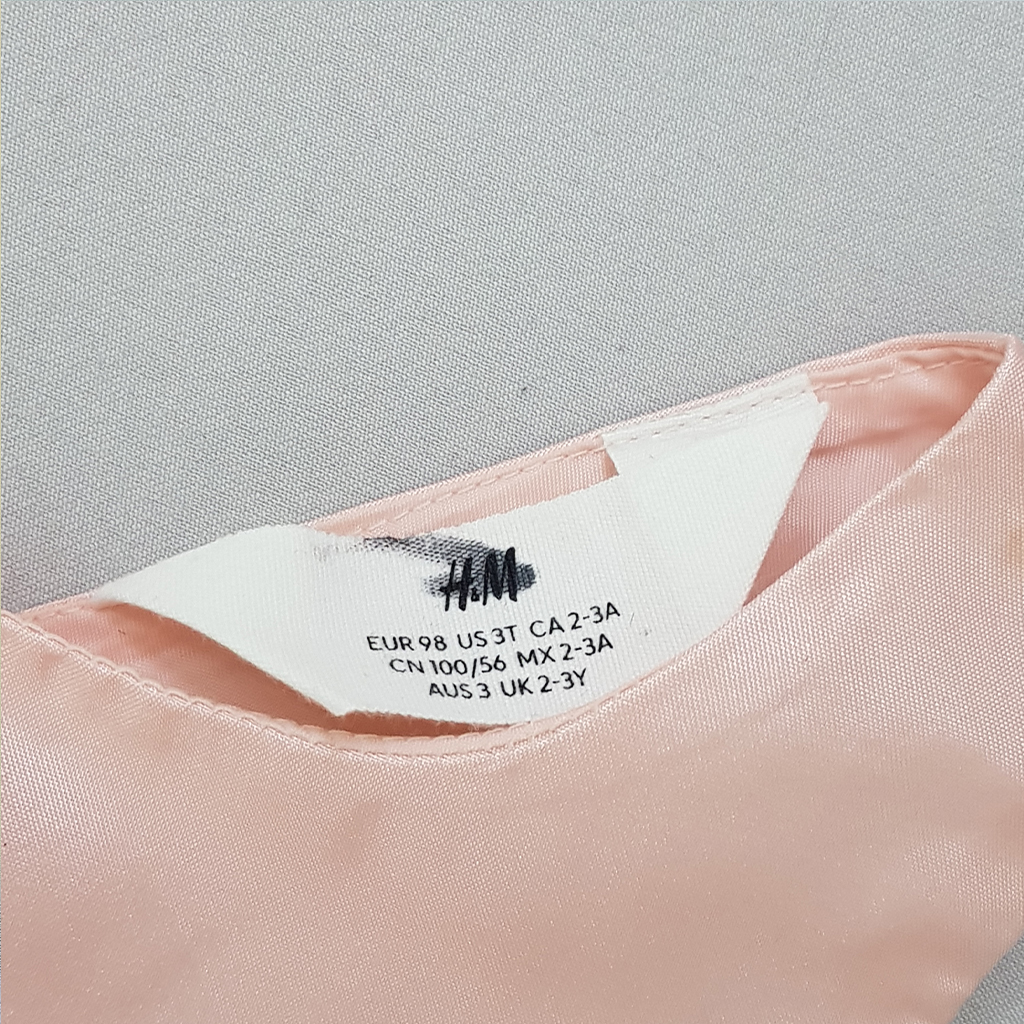 H&M
EUR 98 US 3T CA 2-3A
CN 100/56 MX 2-3A
AUS 3 UK 2-3Y